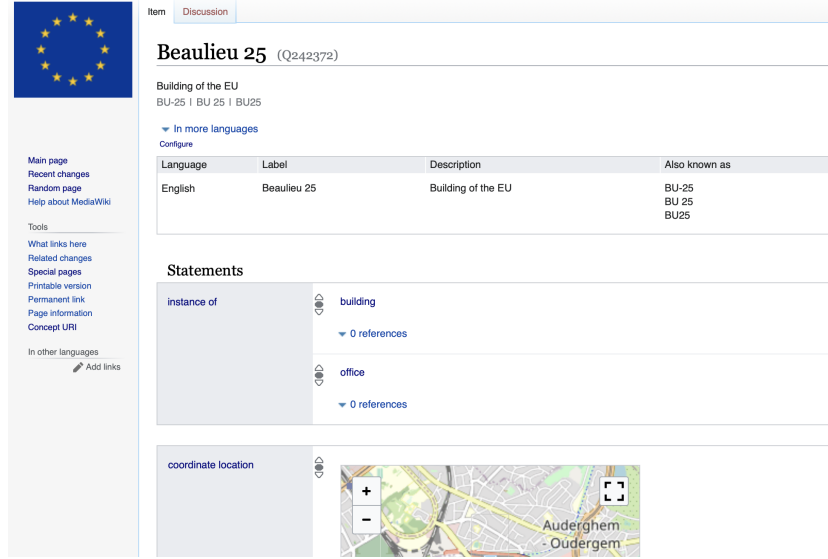 Item Discussion
Beaulieu 25 (Q242372)
Building of the EU
BU-25 | BU 25 | BU25
In more languages
Configure
Language Label Description Also known as
English Beaulieu 25 Building of the EU BU-25
BU 25
BU25
Main page
Recent changes
Random page
Help about MediaWiki
Tools
What links here
Related changes
Special pages
Printable version
Permanent link
Page information
Concept URI
In other languages
Add links
Statements
instance of
building
0 references
office
0 references
coordinate location
+
−
Auderghem
- Oudergem